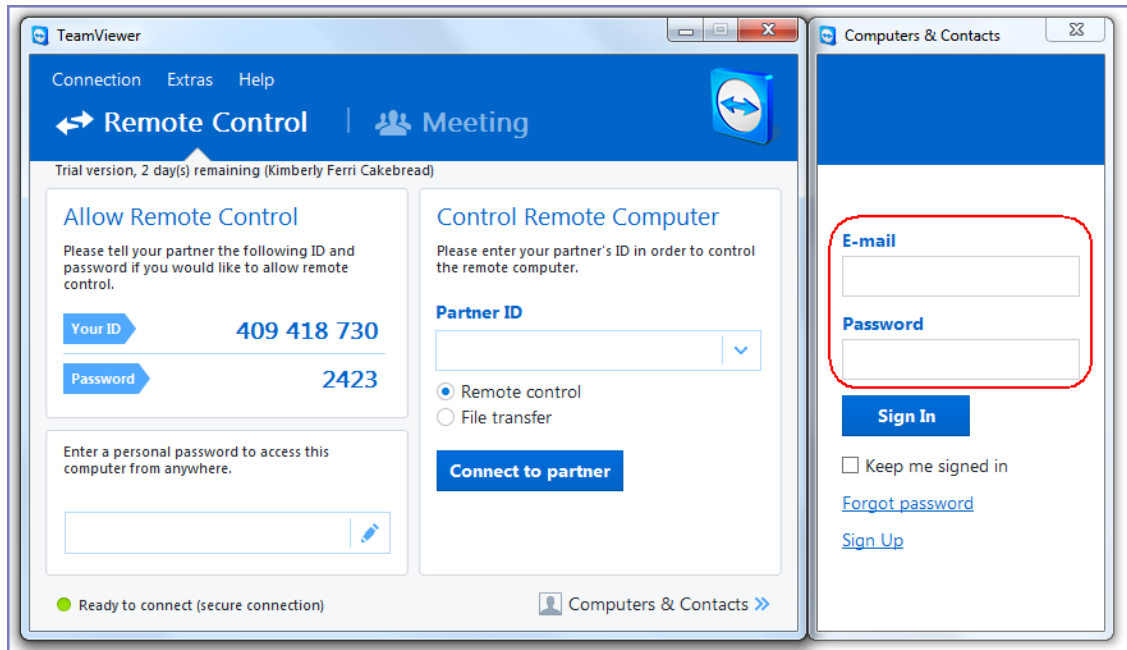 TeamViewer
Connection Extras Help
Remote Control Meeting
Trial version, 2 day(s) remaining (Kimberly Ferri Cakebread)
Allow Remote Control
Please tell your partner the following ID and
password if you would like to allow remote
control.
Your ID 409 418 730
Password 2423
Enter a personal password to access this
computer from anywhere.
Control Remote Computer
Please enter your partner's ID in order to control
the remote computer.
Partner ID
Remote control
File transfer
Connect to partner
Ready to connect (secure connection)
Computers & Contacts
Computers & Contacts
E-mail
Password
Sign In
Keep me signed in
Forgot password
Sign Up